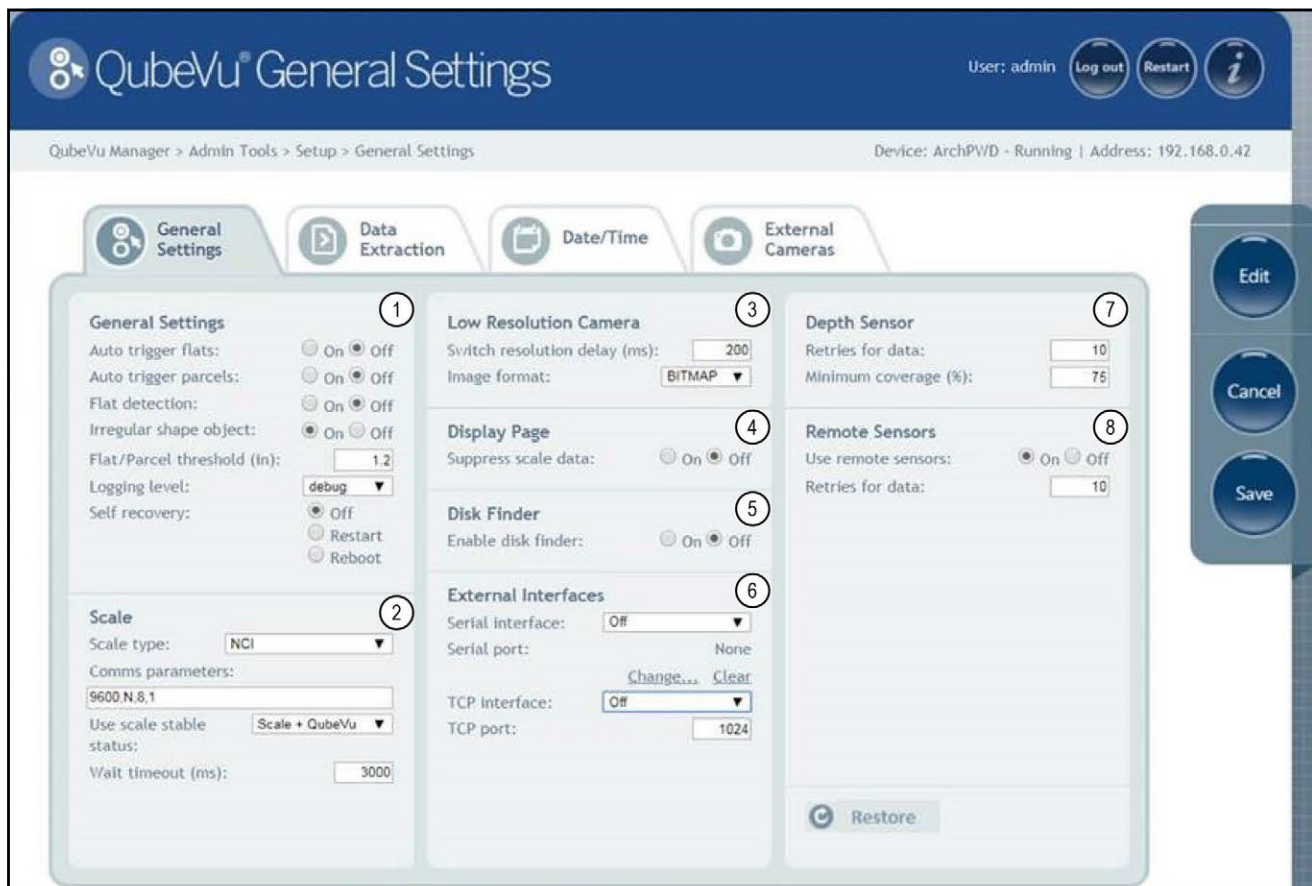 QubeVu® General Settings
User: admin
Log out
Restart
i
QubeVu Manager > Admin Tools > Setup > General Settings
Device: ArchPWD - Running | Address: 192.168.0.42
General Settings
Data Extraction
Date/Time
External Cameras
Edit
Cancel
Save
General Settings 1
Auto trigger flats: On Off
Auto trigger parcels: On Off
Flat detection: On Off
Irregular shape object: On Off
Flat/Parcel threshold (in): 1.2
Logging level: debug
Self recovery: Off
Restart
Reboot
Scale 2
Scale type: NCI
Comms parameters:
9600,N,8,1
Use scale stable status: Scale + QubeVu
Wait timeout (ms): 3000
Low Resolution Camera 3
Switch resolution delay (ms): 200
Image format: BITMAP
Display Page 4
Suppress scale data: On Off
Disk Finder 5
Enable disk finder: On Off
External Interfaces 6
Serial interface: Off
Serial port: None
Change... Clear
TCP Interface: Off
TCP port: 1024
Depth Sensor 7
Retries for data: 10
Minimum coverage (%): 75
Remote Sensors 8
Use remote sensors: On Off
Retries for data: 10
Restore